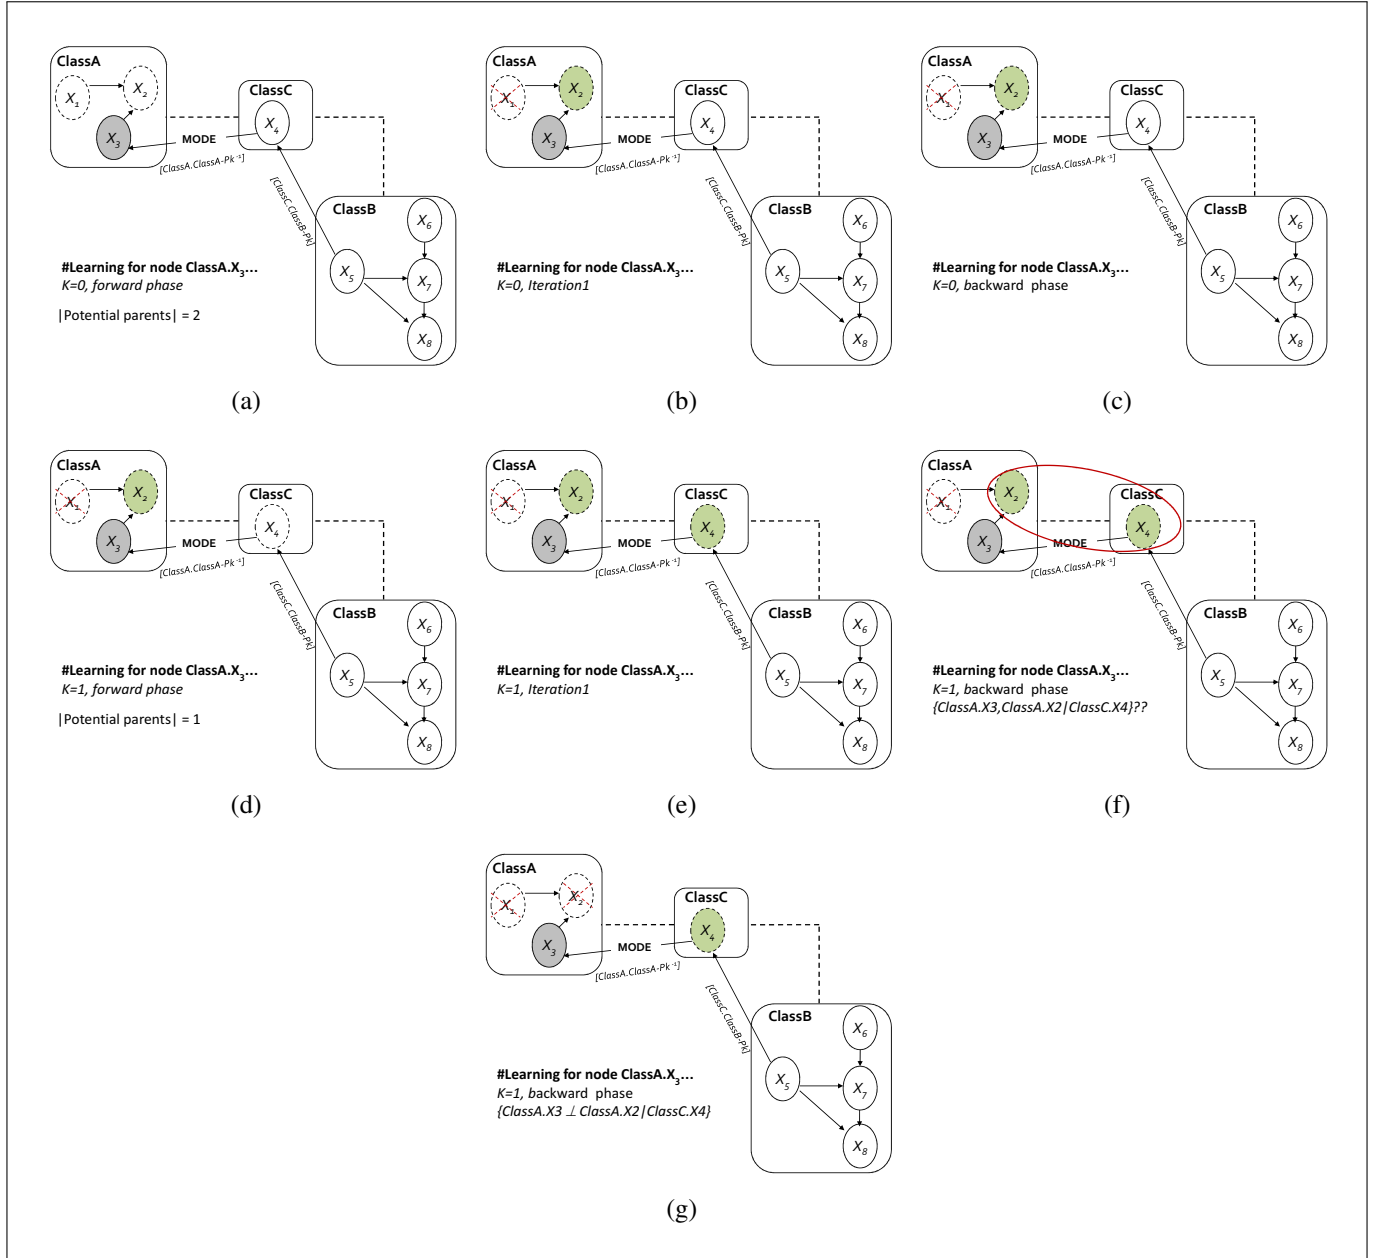 ClassA
X1
X2
X3
ClassC
X4
MODE
[ClassA.ClassA-Pk⁻¹]
[ClassC.ClassB-Pk]
ClassB
X6
X5
X7
X8
#Learning for node ClassA.X3...
K=0, forward phase
|Potential parents| = 2
(a)
ClassA
X1
X2
X3
ClassC
X4
MODE
[ClassA.ClassA-Pk⁻¹]
[ClassC.ClassB-Pk]
ClassB
X6
X5
X7
X8
#Learning for node ClassA.X3...
K=0, Iteration1
(b)
ClassA
X1
X2
X3
ClassC
X4
MODE
[ClassA.ClassA-Pk⁻¹]
[ClassC.ClassB-Pk]
ClassB
X6
X5
X7
X8
#Learning for node ClassA.X3...
K=0, backward phase
(c)
ClassA
X1
X2
X3
ClassC
X4
MODE
[ClassA.ClassA-Pk⁻¹]
[ClassC.ClassB-Pk]
ClassB
X6
X5
X7
X8
#Learning for node ClassA.X3...
K=1, forward phase
|Potential parents| = 1
(d)
ClassA
X1
X2
X3
ClassC
X4
MODE
[ClassA.ClassA-Pk⁻¹]
[ClassC.ClassB-Pk]
ClassB
X6
X5
X7
X8
#Learning for node ClassA.X3...
K=1, Iteration1
(e)
ClassA
X1
X2
X3
ClassC
X4
MODE
[ClassA.ClassA-Pk⁻¹]
[ClassC.ClassB-Pk]
ClassB
X6
X5
X7
X8
#Learning for node ClassA.X3...
K=1, backward phase
{ClassA.X3,ClassA.X2|ClassC.X4}??
(f)
ClassA
X1
X2
X3
ClassC
X4
MODE
[ClassA.ClassA-Pk⁻¹]
[ClassC.ClassB-Pk]
ClassB
X6
X5
X7
X8
#Learning for node ClassA.X3...
K=1, backward phase
{ClassA.X3 ⊥ ClassA.X2|ClassC.X4}
(g)